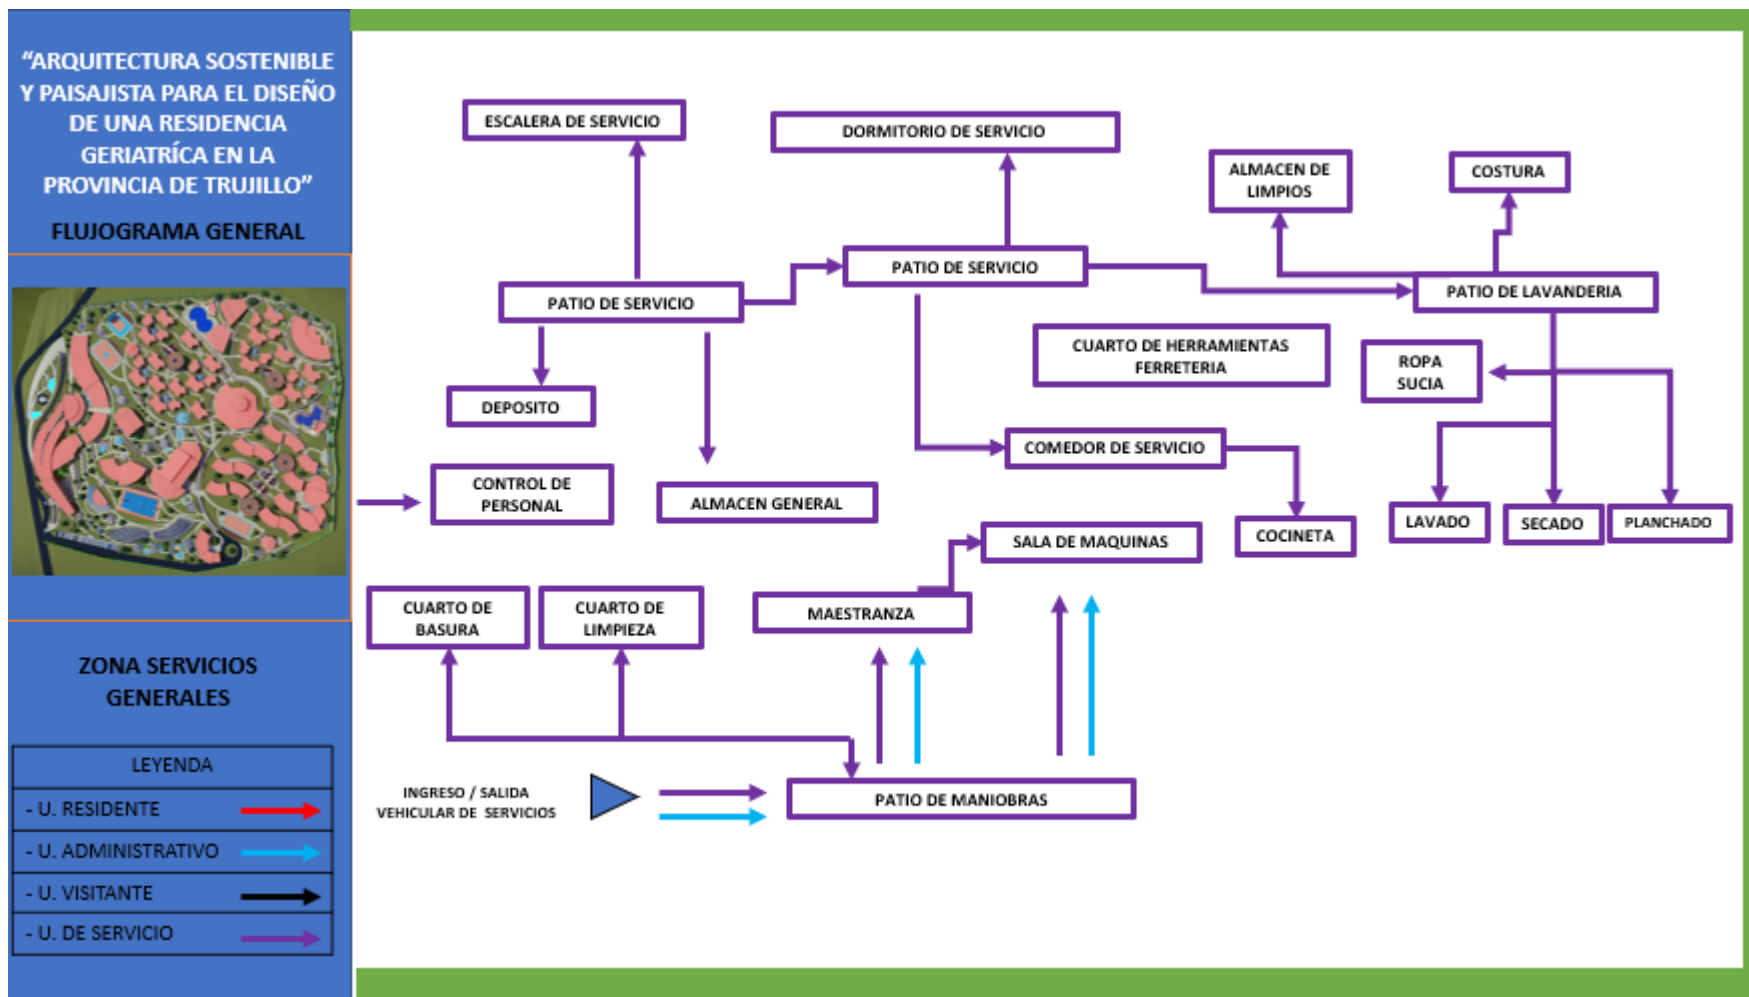 “ARQUITECTURA SOSTENIBLE
Y PAISAJISTA PARA EL DISEÑO
DE UNA RESIDENCIA
GERIATRÍCA EN LA
PROVINCIA DE TRUJILLO”
FLUJOGRAMA GENERAL
ZONA SERVICIOS
GENERALES
LEYENDA
- U. RESIDENTE
- U. ADMINISTRATIVO
- U. VISITANTE
- U. DE SERVICIO
ESCALERA DE SERVICIO
DORMITORIO DE SERVICIO
ALMACEN DE
LIMPIOS
COSTURA
PATIO DE SERVICIO
PATIO DE SERVICIO
PATIO DE LAVANDERIA
CUARTO DE HERRAMIENTAS
FERRETERIA
ROPA
SUCIA
DEPOSITO
COMEDOR DE SERVICIO
CONTROL DE
PERSONAL
ALMACEN GENERAL
SALA DE MAQUINAS
COCINETA
LAVADO
SECADO
PLANCHADO
CUARTO DE
BASURA
CUARTO DE
LIMPIEZA
MAESTRANZA
INGRESO / SALIDA
VEHICULAR DE SERVICIOS
PATIO DE MANIOBRAS